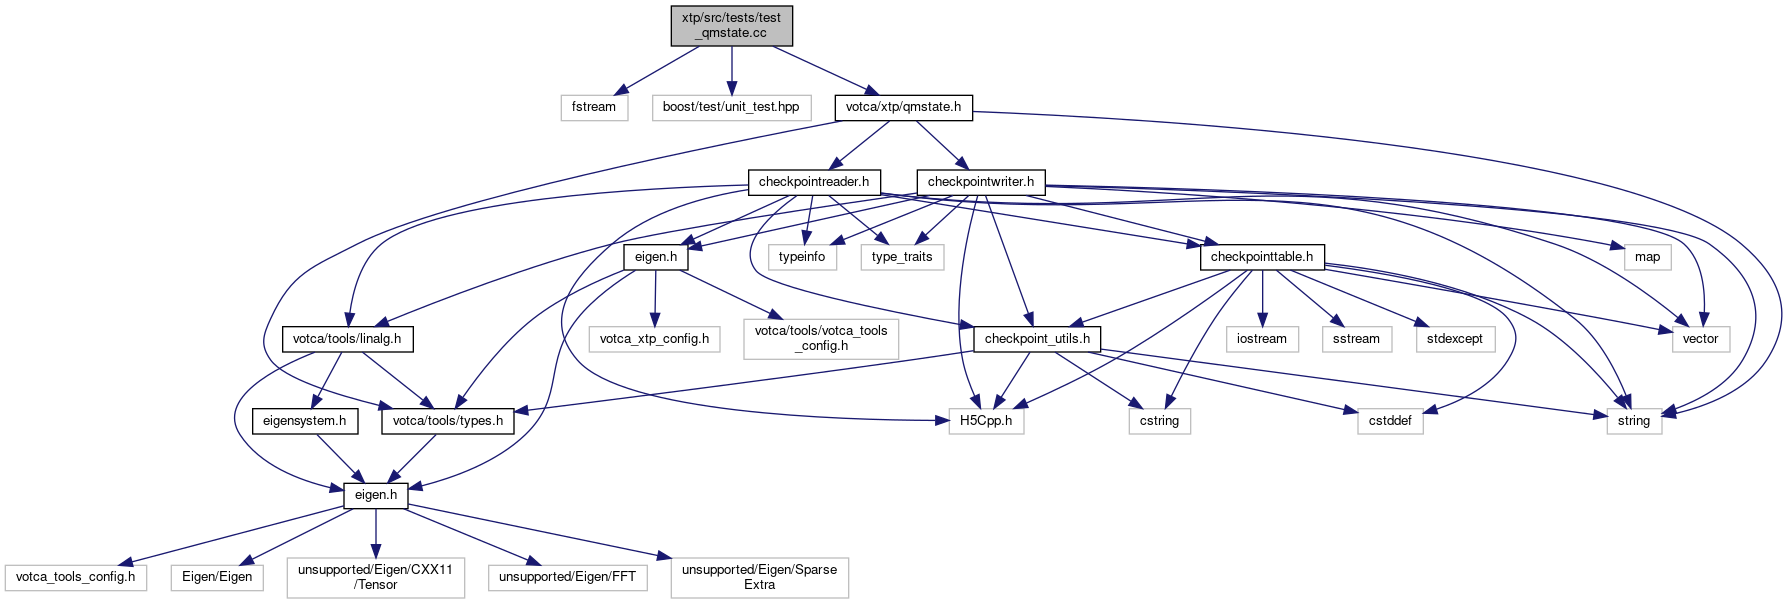 xtp/src/tests/test
_qmstate.cc
fstream
boost/test/unit_test.hpp
votca/xtp/qmstate.h
checkpointreader.h
checkpointwriter.h
eigen.h
typeinfo
type_traits
checkpointtable.h
map
votca/tools/linalg.h
votca_xtp_config.h
votca/tools/votca_tools
_config.h
checkpoint_utils.h
iostream
sstream
stdexcept
vector
eigensystem.h
votca/tools/types.h
H5Cpp.h
cstring
cstddef
string
eigen.h
votca_tools_config.h
Eigen/Eigen
unsupported/Eigen/CXX11
/Tensor
unsupported/Eigen/FFT
unsupported/Eigen/Sparse
Extra